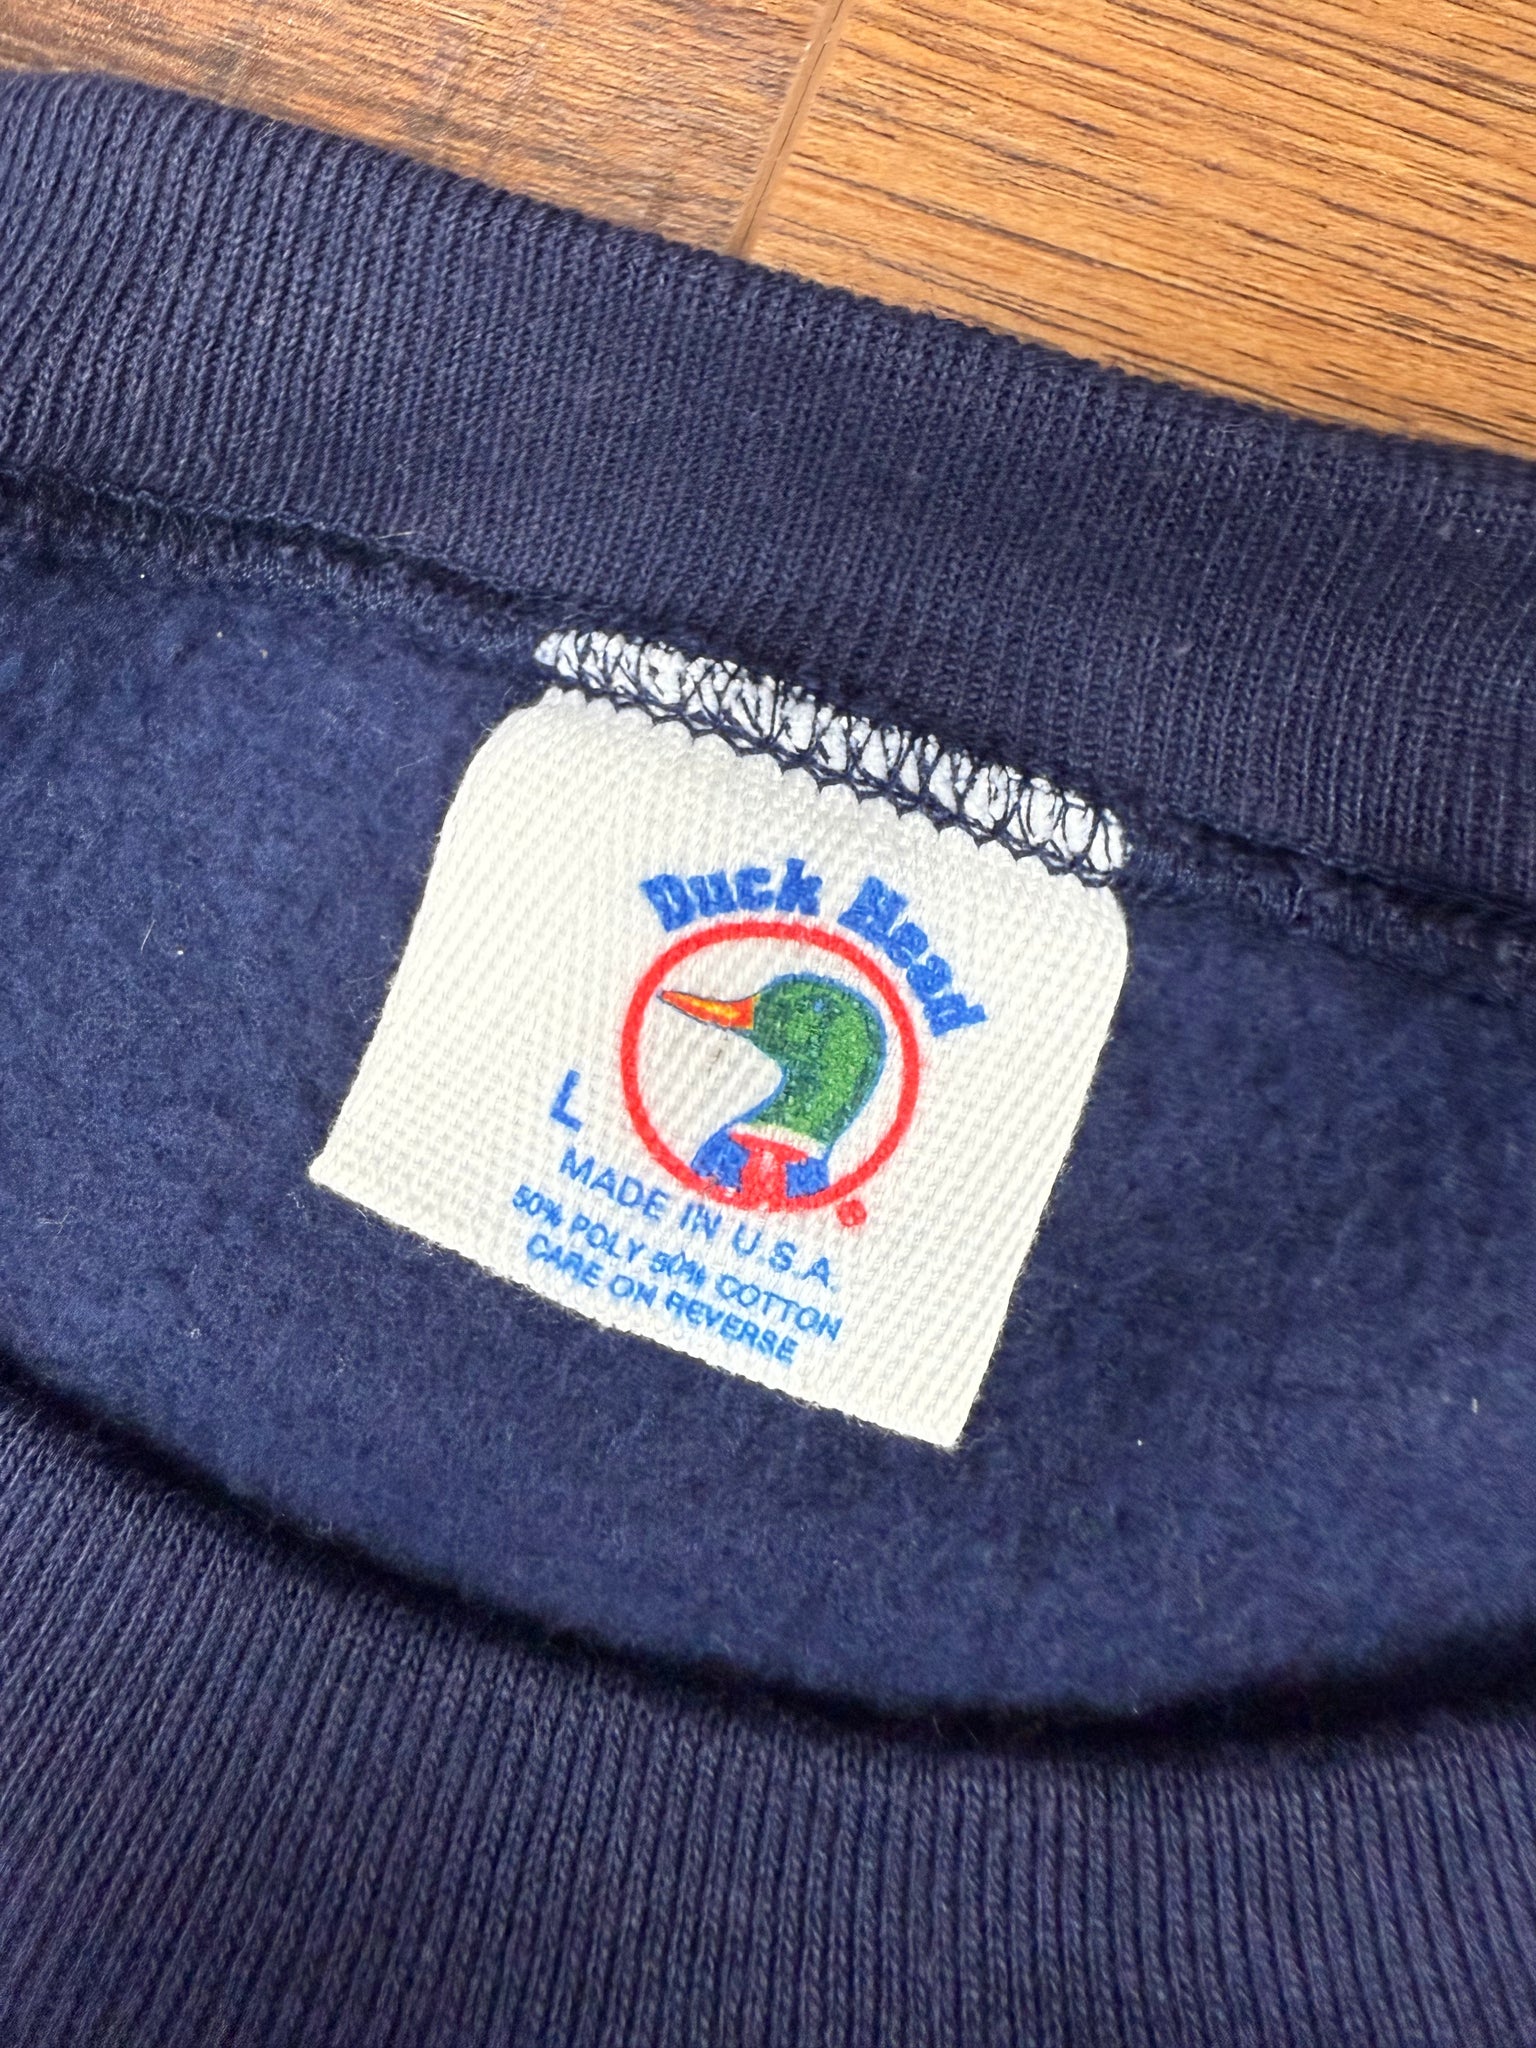 Duck Head
L
MADE IN U.S.A.
50% POLY 50% COTTON
CARE ON REVERSE